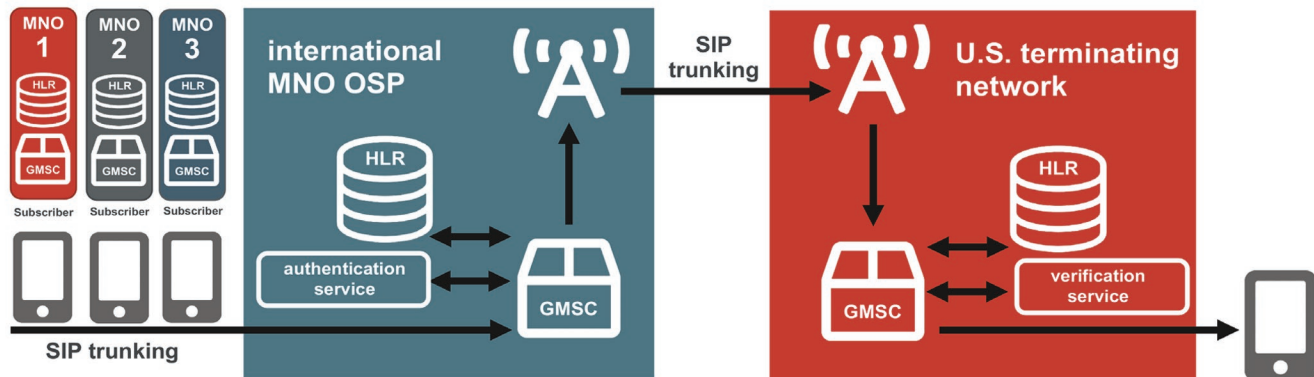 MNO
1
HLR
GMSC
Subscriber
MNO
2
HLR
GMSC
Subscriber
MNO
3
HLR
GMSC
Subscriber
SIP trunking
international
MNO OSP
HLR
authentication
service
GMSC
SIP
trunking
U.S. terminating
network
HLR
GMSC
verification
service